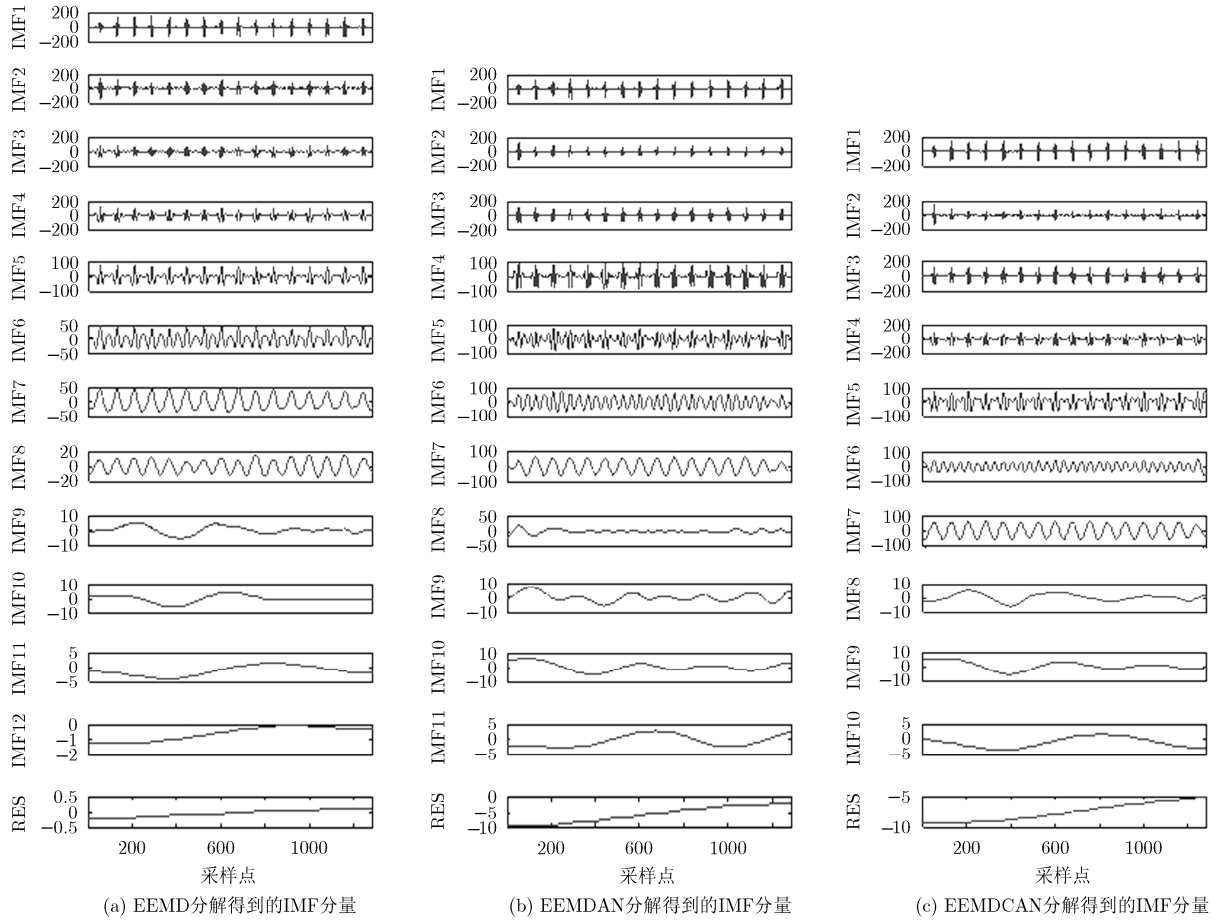 IMF1
200
0
−200
IMF2
200
0
−200
IMF3
200
0
−200
IMF4
200
0
−200
IMF5
100
0
−100
IMF6
50
0
−50
IMF7
50
0
−50
IMF8
20
0
−20
IMF9
10
0
−10
IMF10
10
0
−10
IMF11
5
0
−5
IMF12
0
−1
−2
RES
0.5
0
−0.5
200 600 1000
采样点
(a) EEMD分解得到的IMF分量
IMF1
200
0
−200
IMF2
200
0
−200
IMF3
200
0
−200
IMF4
100
0
−100
IMF5
100
0
−100
IMF6
100
0
−100
IMF7
100
0
−100
IMF8
50
0
−50
IMF9
10
0
−10
IMF10
10
0
−10
IMF11
5
0
−5
RES
0
−5
−10
200 600 1000
采样点
(b) EEMDAN分解得到的IMF分量
IMF1
200
0
−200
IMF2
200
0
−200
IMF3
200
0
−200
IMF4
200
0
−200
IMF5
100
0
−100
IMF6
100
0
−100
IMF7
100
0
−100
IMF8
10
0
−10
IMF9
10
0
−10
IMF10
5
0
−5
RES
−5
−10
200 600 1000
采样点
(c) EEMDCAN分解得到的IMF分量